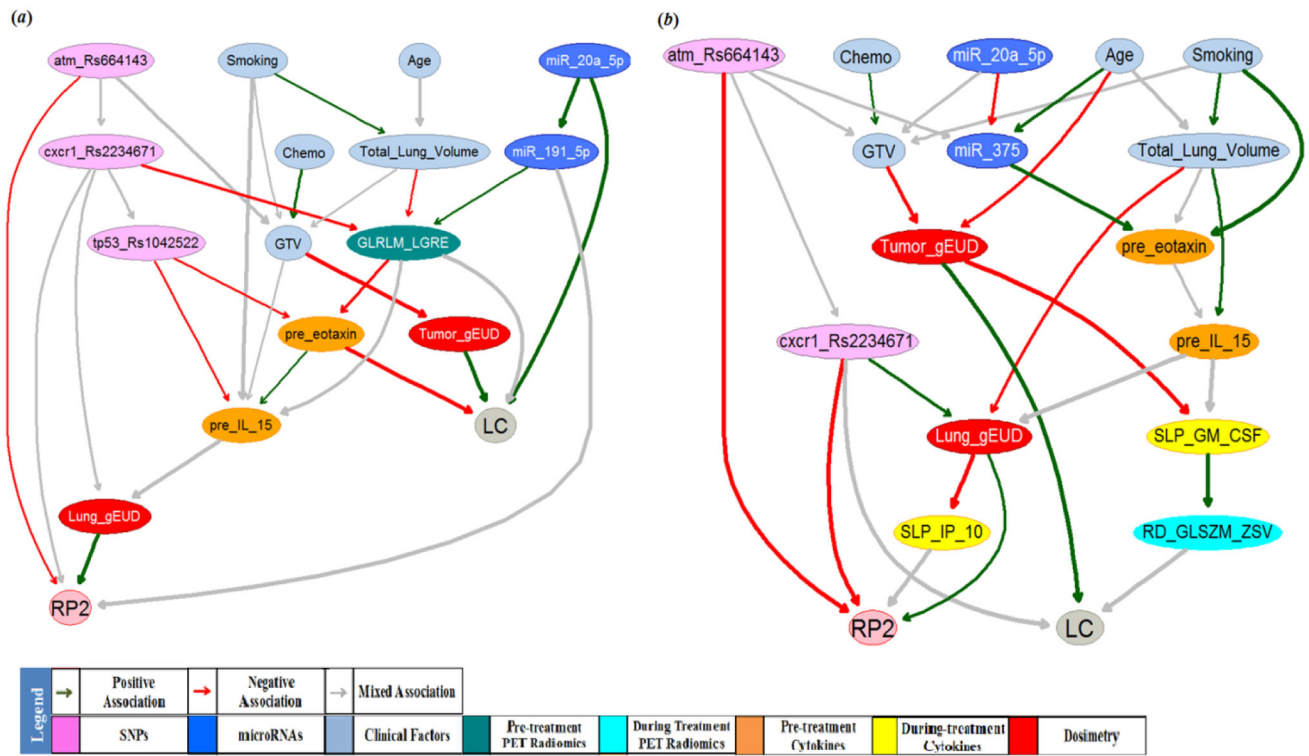 (a)
atm_Rs664143
Smoking
Age
miR_20a_5p
cxcr1_Rs2234671
Chemo
Total_Lung_Volume
miR_191_5p
tp53_Rs1042522
GTV
GLRLM_LGRE
pre_eotaxin
Tumor_gEUD
pre_IL_15
LC
Lung_gEUD
RP2
(b)
atm_Rs664143
Chemo
miR_20a_5p
Age
Smoking
GTV
miR_375
Total_Lung_Volume
Tumor_gEUD
pre_eotaxin
cxcr1_Rs2234671
pre_IL_15
Lung_gEUD
SLP_GM_CSF
SLP_IP_10
RD_GLSZM_ZSV
RP2
LC
Legend
Positive
Association
Negative
Association
Mixed Association
SNPs
microRNAs
Clinical Factors
Pre-treatment
PET Radiomics
During Treatment
PET Radiomics
Pre-treatment
Cytokines
During-treatment
Cytokines
Dosimetry